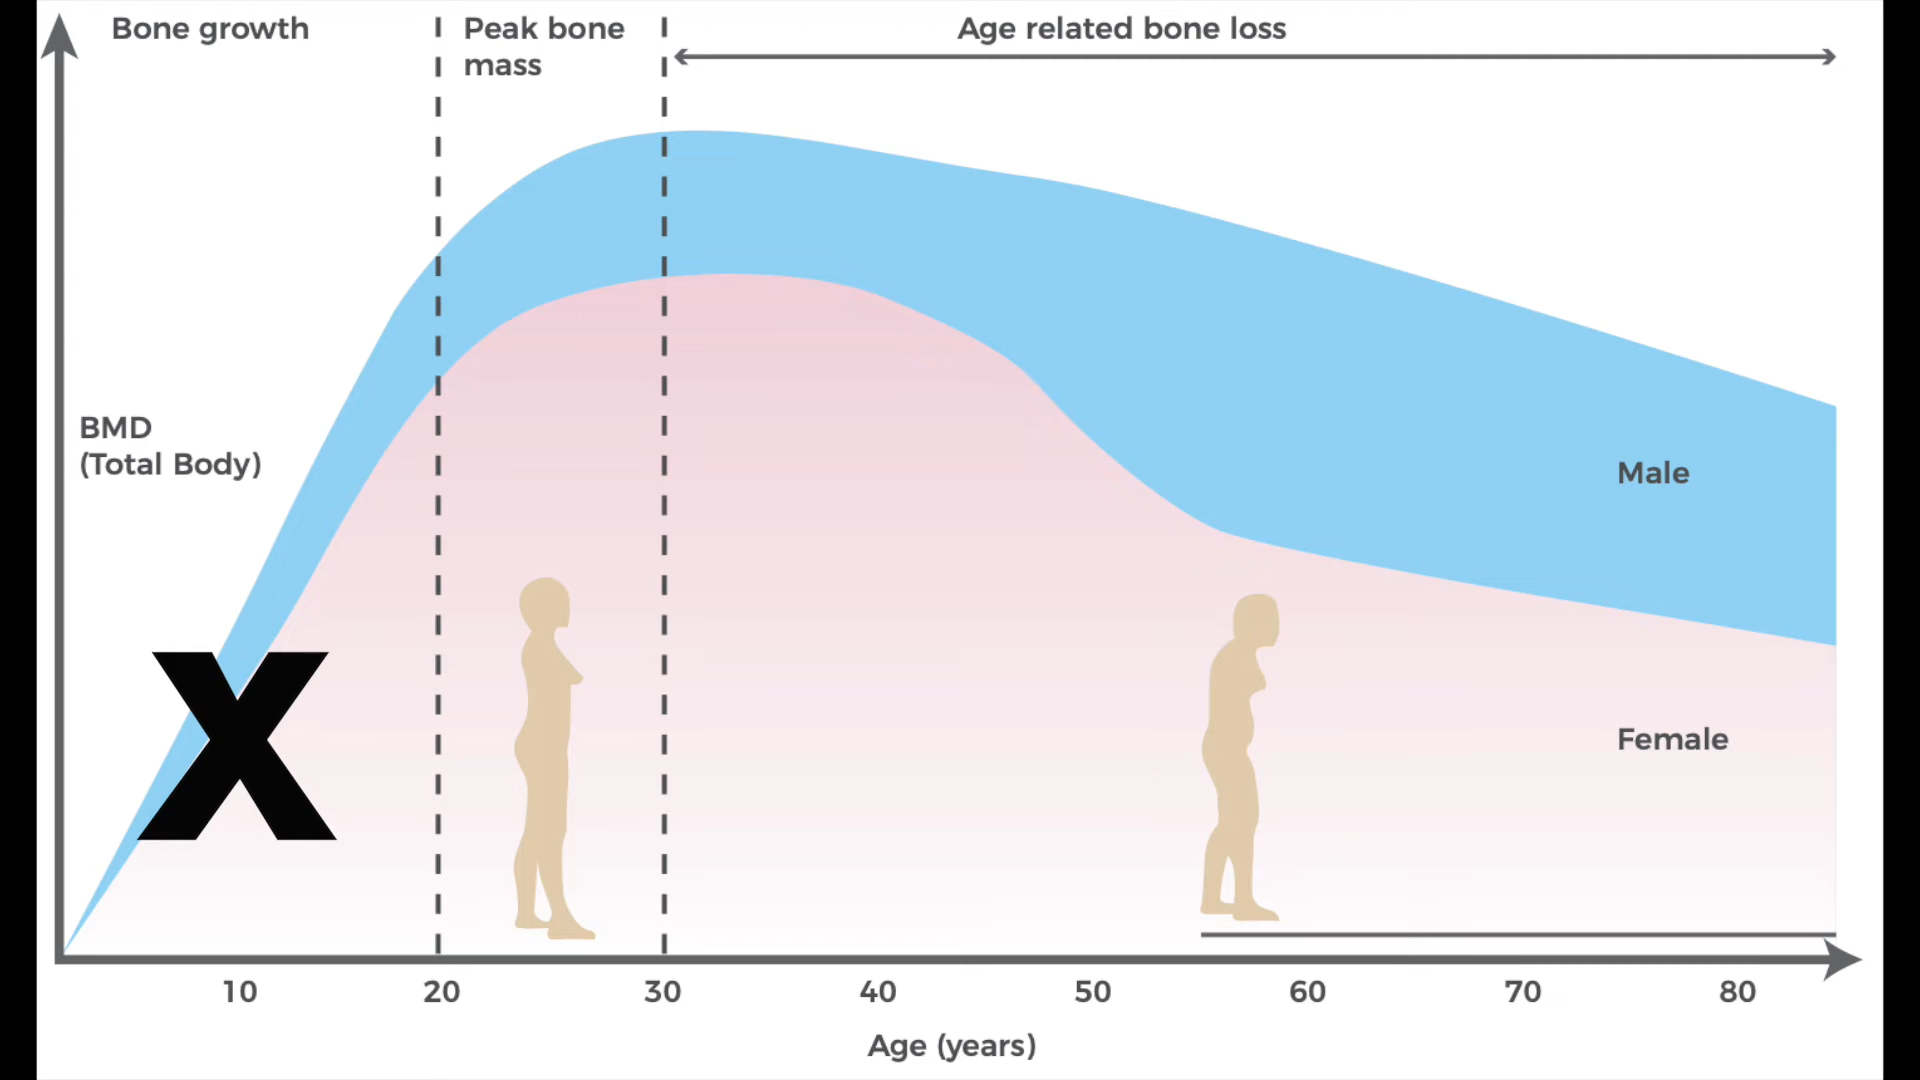 Bone growth
Peak bone
mass
Age related bone loss
BMD
(Total Body)
Male
Female
X
10 20 30 40 50 60 70 80
Age (years)